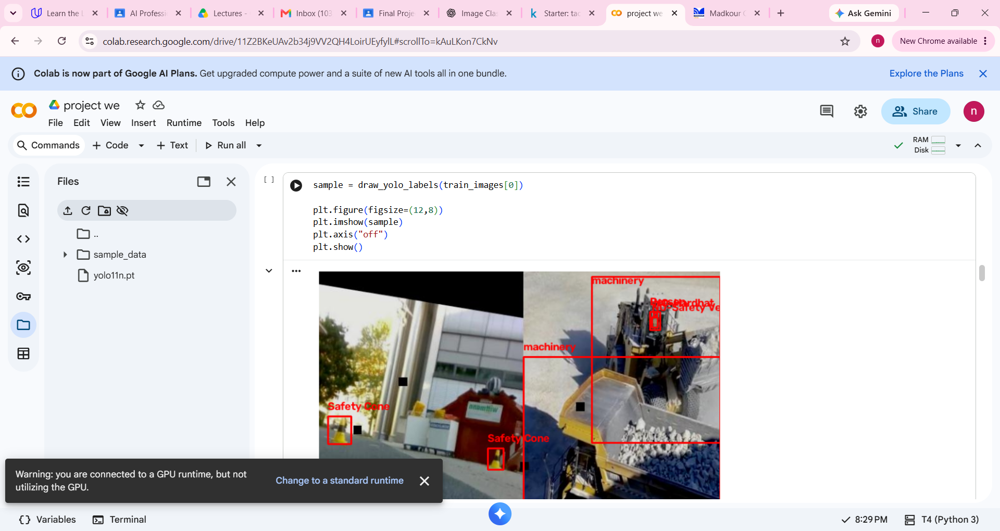 Learn the L
AI Professi
Lectures -
Inbox (103
Final Proje
Image Clas
Starter: tac
project we
Madkour C
Ask Gemini
colab.research.google.com/drive/11Z2BKeUAv2b34j9VV2QH4LoirUEyfylL#scrollTo=kAuLKon7CkNv
n
New Chrome available
Colab is now part of Google AI Plans. Get upgraded compute power and a suite of new AI tools all in one bundle.
Explore the Plans
project we
Share
n
File Edit View Insert Runtime Tools Help
Commands + Code + Text Run all
RAM
Disk
Files
..
sample_data
yolo11n.pt
[ ]
sample = draw_yolo_labels(train_images[0])
plt.figure(figsize=(12,8))
plt.imshow(sample)
plt.axis("off")
plt.show()
machinery
machinery
Safety Cone
Safety Cone
Warning: you are connected to a GPU runtime, but not
utilizing the GPU.
Change to a standard runtime
Variables
Terminal
8:29 PM
T4 (Python 3)